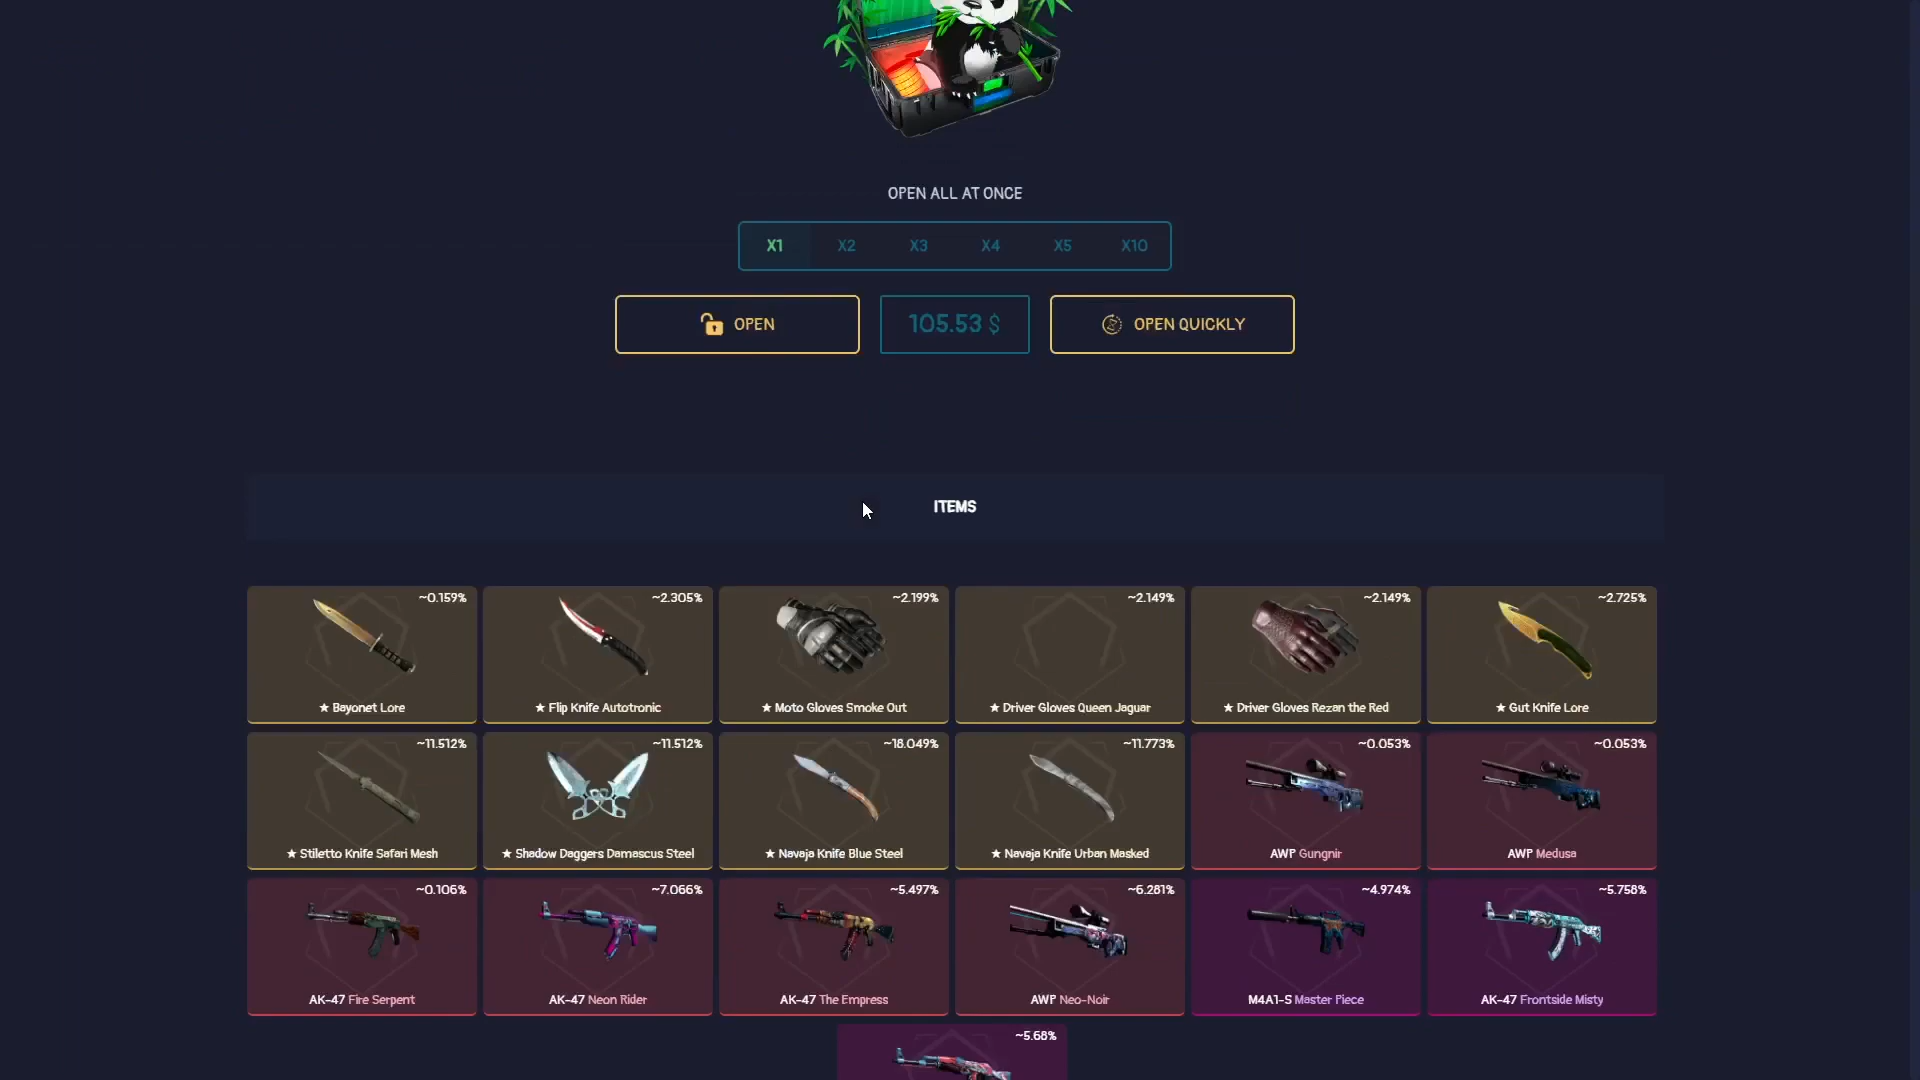 OPEN ALL AT ONCE
X1 X2 X3 X4 X5 X10
OPEN 105.53 $ OPEN QUICKLY
ITEMS
~0.159% ~2.305% ~2.199% ~2.149% ~2.149% ~2.725%
★ Bayonet Lore ★ Flip Knife Autotronic ★ Moto Gloves Smoke Out ★ Driver Gloves Queen Jaguar ★ Driver Gloves Rezan the Red ★ Gut Knife Lore
~11.512% ~11.512% ~18.049% ~11.773% ~0.053% ~0.053%
★ Stiletto Knife Safari Mesh ★ Shadow Daggers Damascus Steel ★ Navaja Knife Blue Steel ★ Navaja Knife Urban Masked AWP Gungnir AWP Medusa
~0.106% ~7.066% ~5.497% ~6.281% ~4.974% ~5.758%
AK-47 Fire Serpent AK-47 Neon Rider AK-47 The Empress AWP Neo-Noir M4A1-S Master Piece AK-47 Frontside Misty
~5.68%